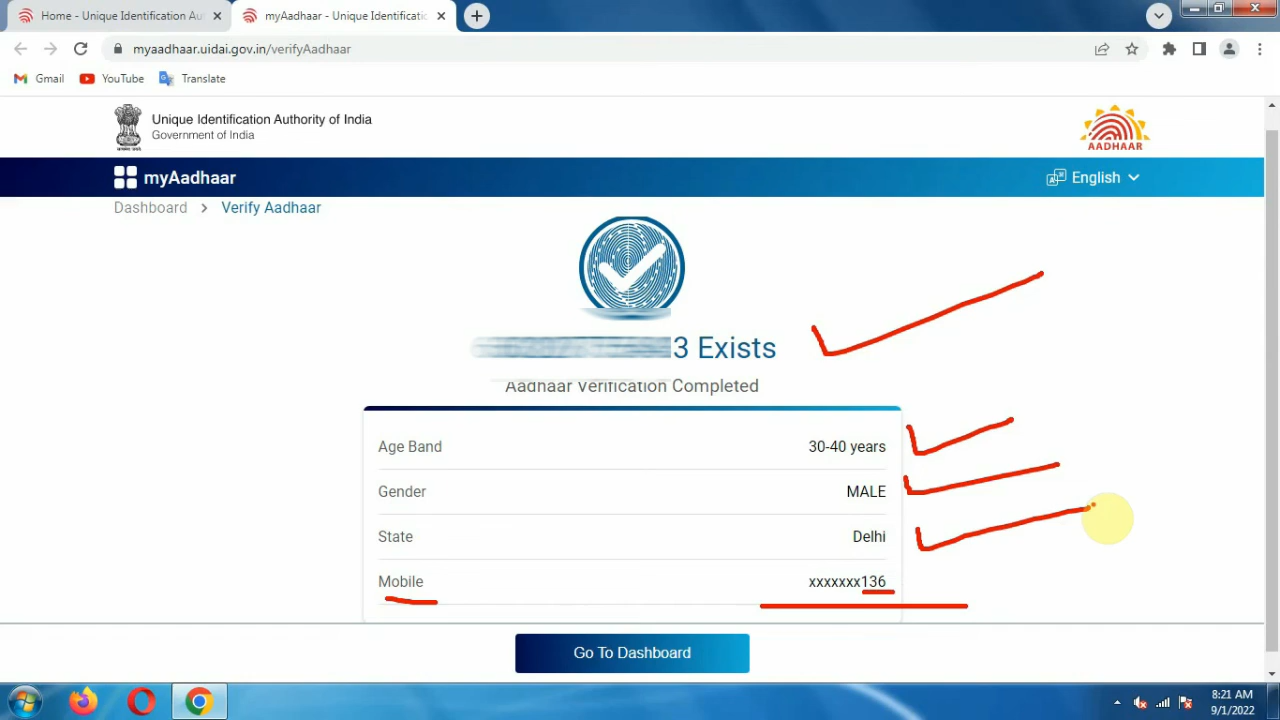 Home - Unique Identification Au
myAadhaar - Unique Identificatic
myaadhaar.uidai.gov.in/verifyAadhaar
Gmail
YouTube
Translate
Unique Identification Authority of India
Government of India
AADHAAR
myAadhaar
English
Dashboard > Verify Aadhaar
3 Exists
Aadhaar Verification Completed
Age Band 30-40 years
Gender MALE
State Delhi
Mobile xxxxxxx136
Go To Dashboard
8:21 AM
9/1/2022